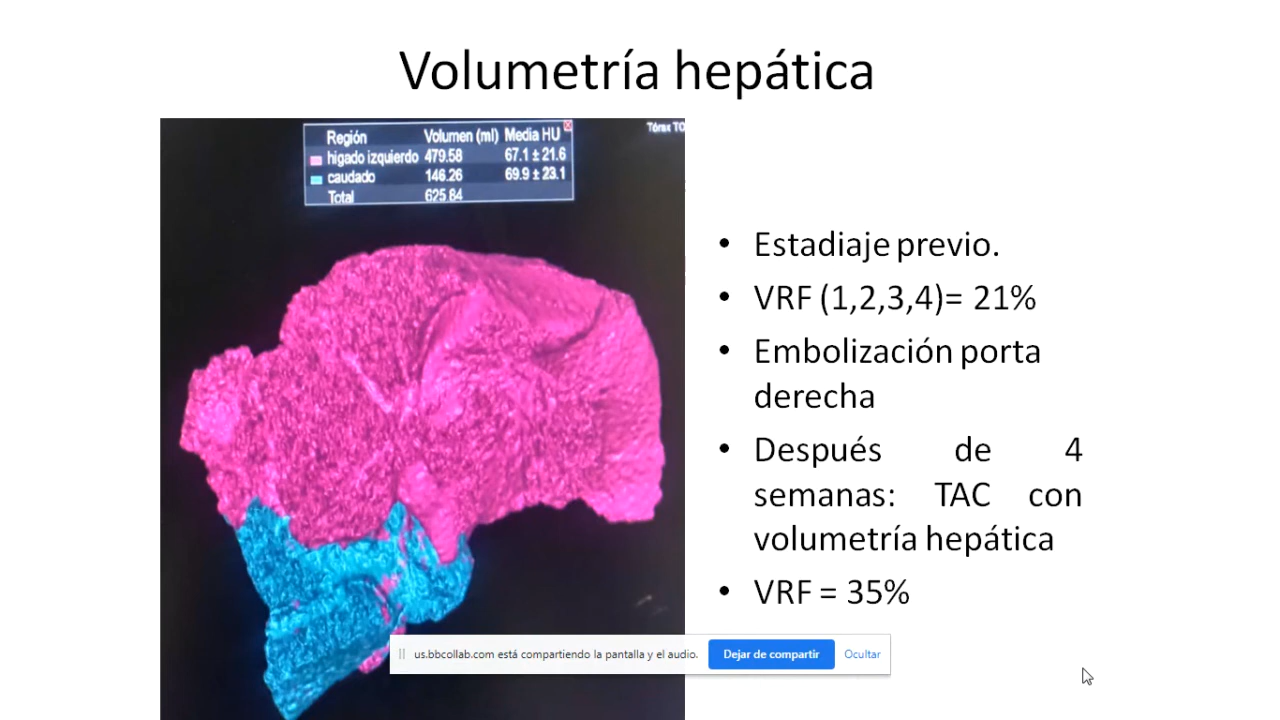 Volumetría hepática
Tórax TO
Región Volumen (ml) Media HU
higado izquierdo 479.58 67.1 ± 21.6
caudado 146.26 69.9 ± 23.1
Total 625.84
• Estadiaje previo.
• VRF (1,2,3,4)= 21%
• Embolización porta
derecha
• Después de 4
semanas: TAC con
volumetría hepática
• VRF = 35%
us.bbcollab.com está compartiendo la pantalla y el audio. Dejar de compartir Ocultar